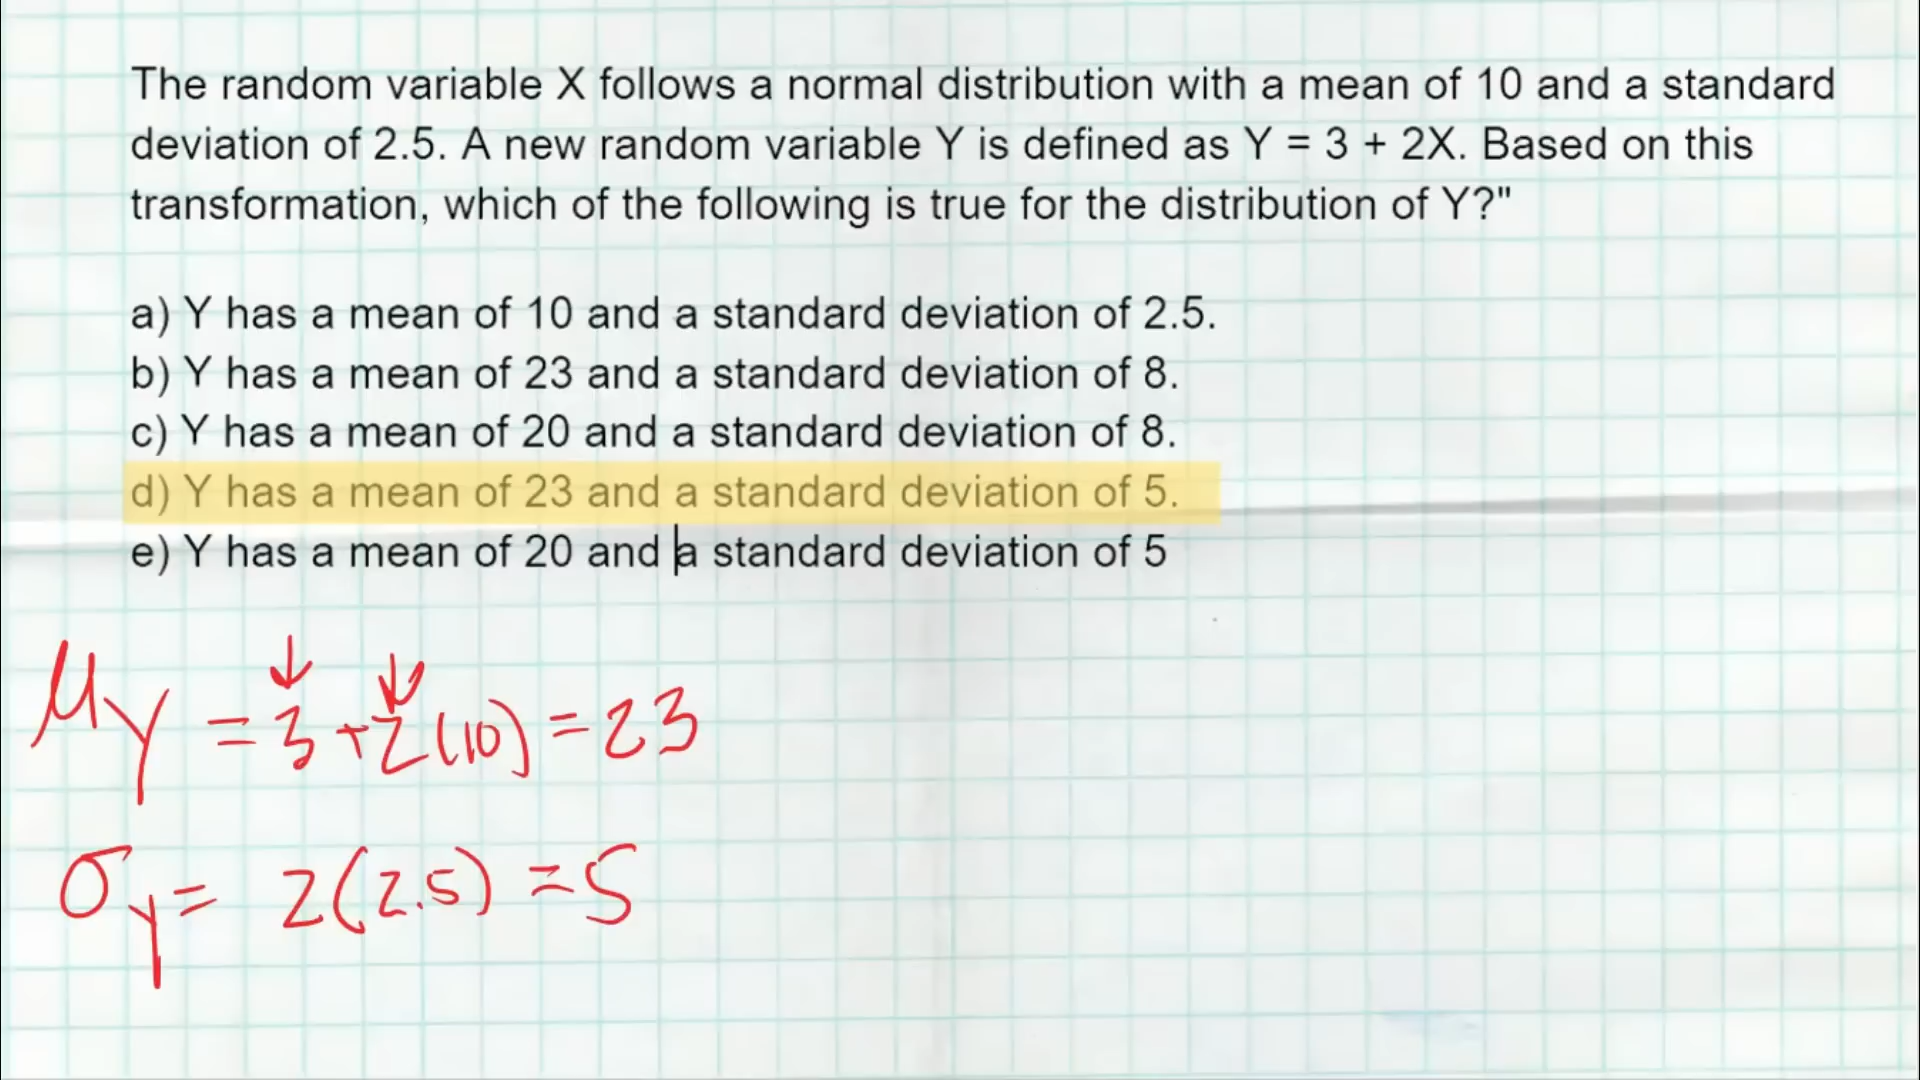 The random variable X follows a normal distribution with a mean of 10 and a standard
deviation of 2.5. A new random variable Y is defined as Y = 3 + 2X. Based on this
transformation, which of the following is true for the distribution of Y?"
a) Y has a mean of 10 and a standard deviation of 2.5.
b) Y has a mean of 23 and a standard deviation of 8.
c) Y has a mean of 20 and a standard deviation of 8.
d) Y has a mean of 23 and a standard deviation of 5.
e) Y has a mean of 20 and a standard deviation of 5
μY = 3 + 2(10) = 23
σY = 2(2.5) = 5